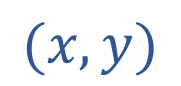 (x, y)